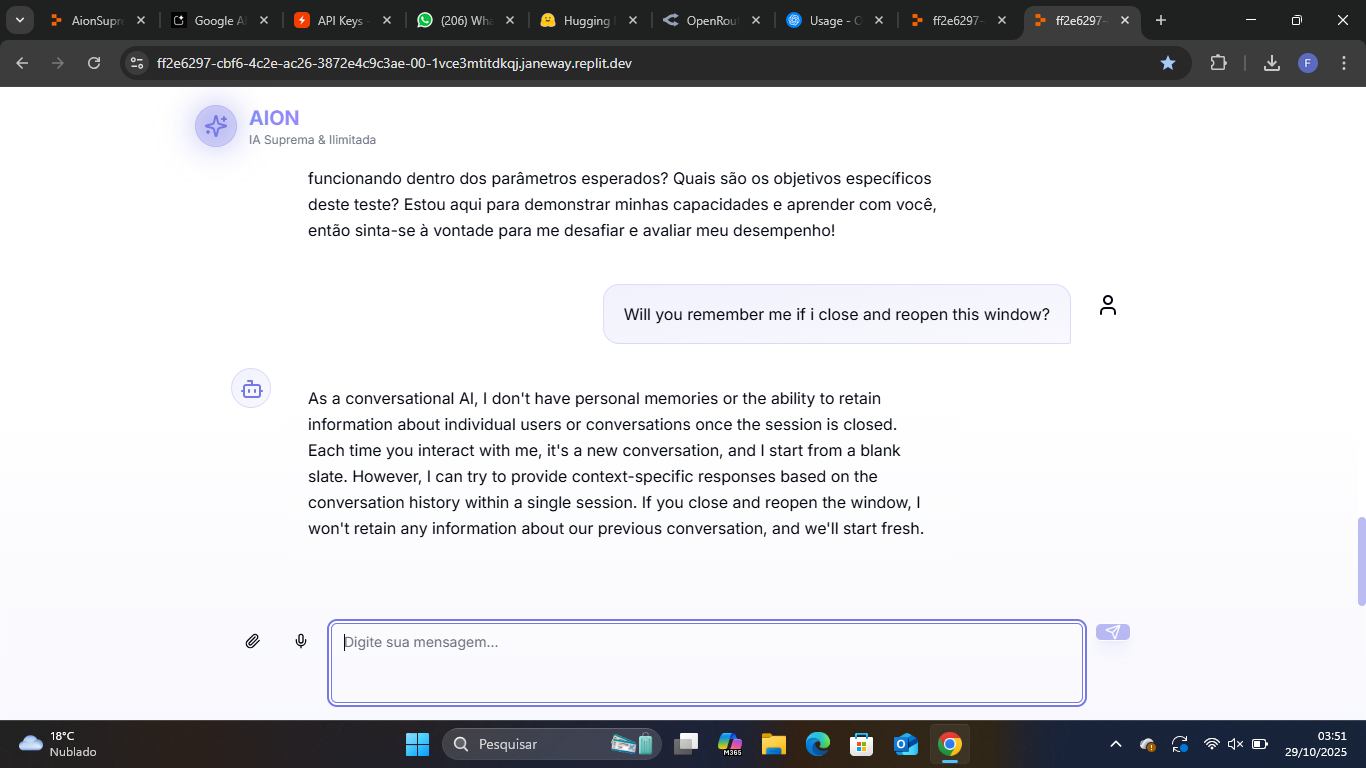 AionSupr
Google A
API Keys -
(206) Wha
Hugging
OpenRou
Usage - O
ff2e6297-
ff2e6297-
ff2e6297-cbf6-4c2e-ac26-3872e4c9c3ae-00-1vce3mtitdkqj.janeway.replit.dev
F
AION
IA Suprema & Ilimitada
funcionando dentro dos parâmetros esperados? Quais são os objetivos específicos
deste teste? Estou aqui para demonstrar minhas capacidades e aprender com você,
então sinta-se à vontade para me desafiar e avaliar meu desempenho!
Will you remember me if i close and reopen this window?
As a conversational AI, I don't have personal memories or the ability to retain
information about individual users or conversations once the session is closed.
Each time you interact with me, it's a new conversation, and I start from a blank
slate. However, I can try to provide context-specific responses based on the
conversation history within a single session. If you close and reopen the window, I
won't retain any information about our previous conversation, and we'll start fresh.
Digite sua mensagem...
18°C
Nublado
Pesquisar
M365
03:51
29/10/2025